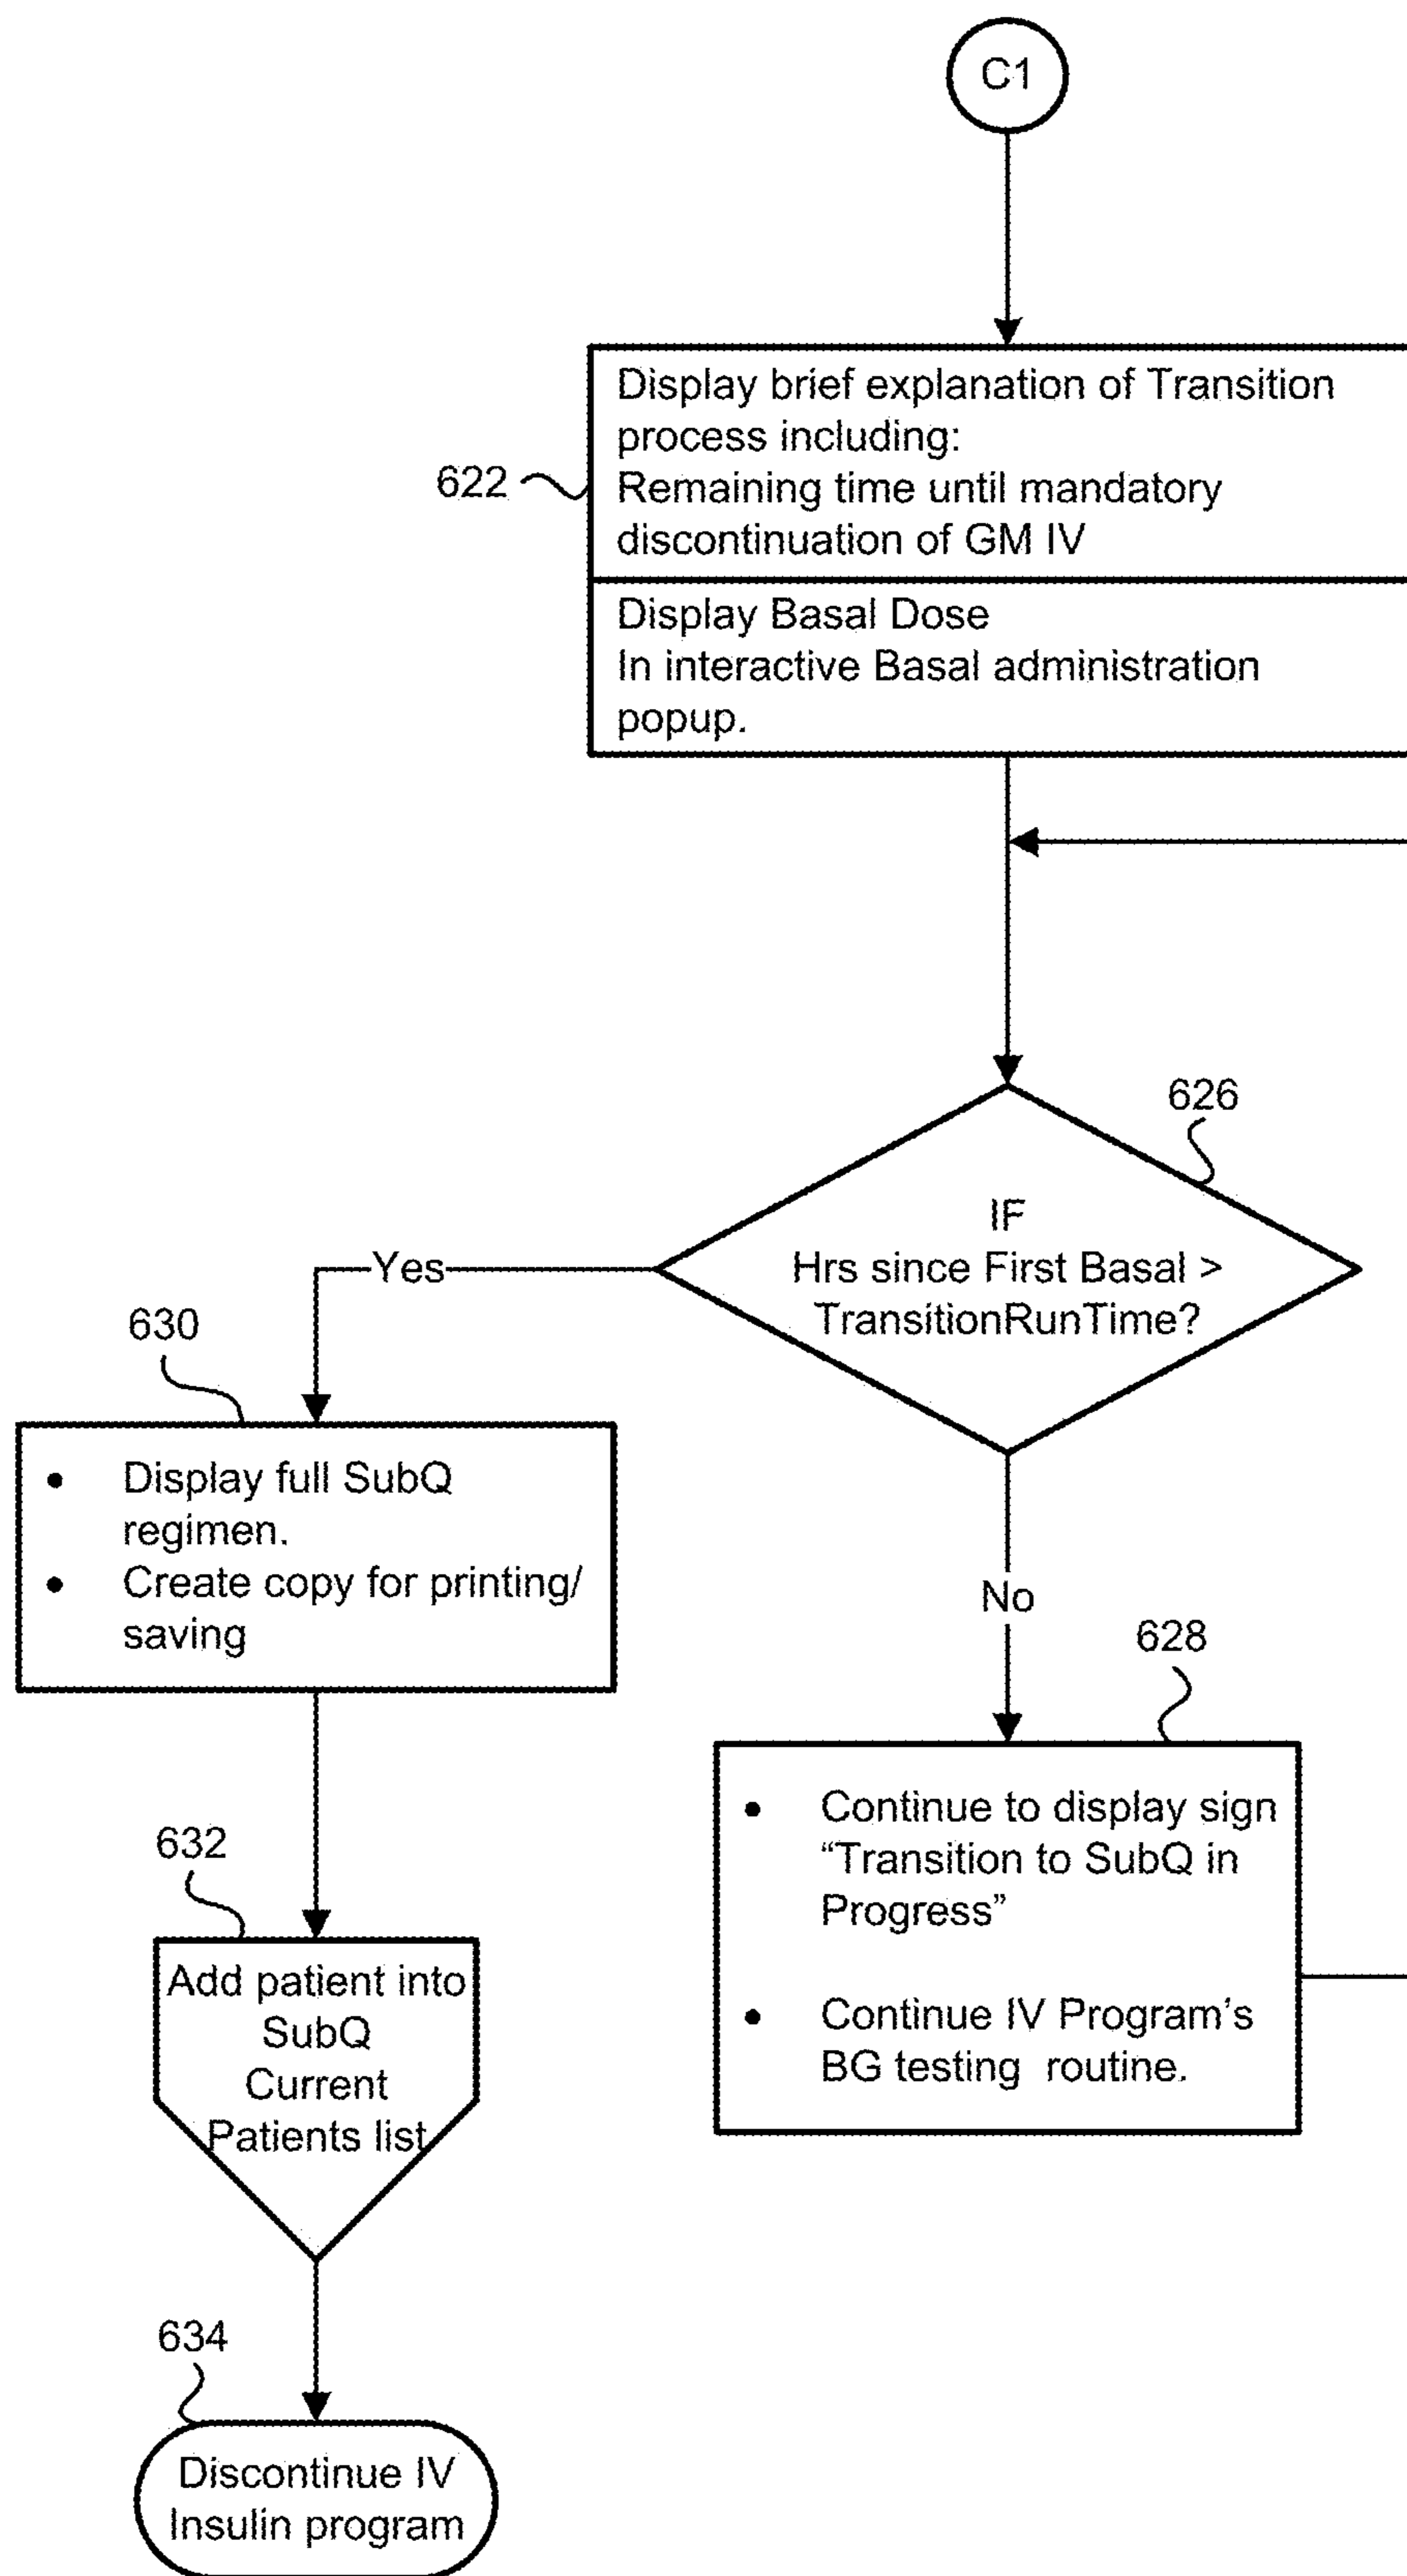 C1
Display brief explanation of Transition
process including:
Remaining time until mandatory
discontinuation of GM IV
622
Display Basal Dose
In interactive Basal administration
popup.
626
IF
Hrs since First Basal >
TransitionRunTime?
Yes
No
630
• Display full SubQ
regimen.
• Create copy for printing/
saving
628
• Continue to display sign
“Transition to SubQ in
Progress”
• Continue IV Program’s
BG testing routine.
632
Add patient into
SubQ
Current
Patients list
634
Discontinue IV
Insulin program